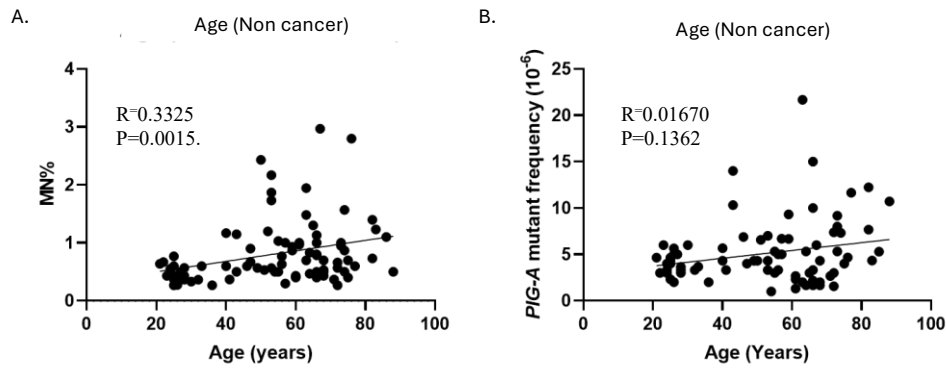 A.
Age (Non cancer)
4
3
2
1
0
MN%
R=0.3325
P=0.0015.
0 20 40 60 80 100
Age (years)
B.
Age (Non cancer)
25
20
15
10
5
0
PIG-A mutant frequency (10-6)
R=0.01670
P=0.1362
0 20 40 60 80 100
Age (Years)